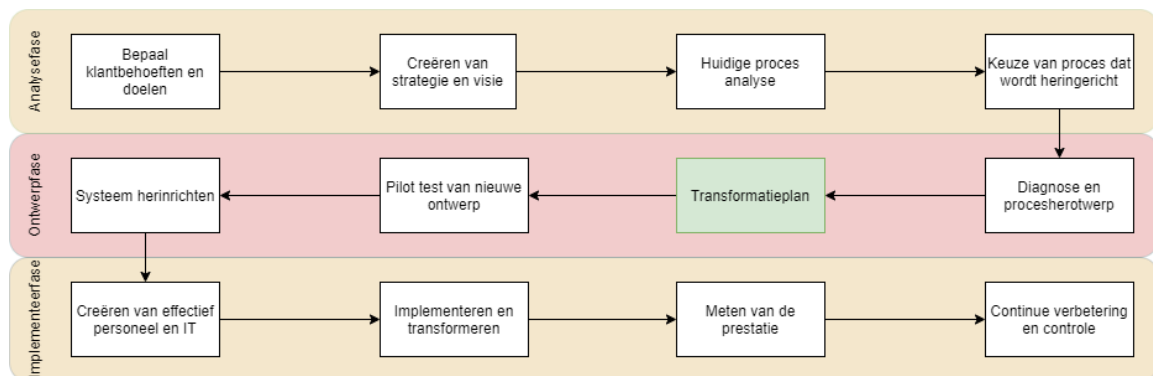 Analysefase
Bepaal
klantbehoeften en
doelen
Creëren van
strategie en visie
Huidige proces
analyse
Keuze van proces dat
wordt heringericht
Ontwerpfase
Systeem herinrichten
Pilot test van nieuwe
ontwerp
Transformatieplan
Diagnose en
procesherotwerp
Implementeerfase
Creëren van effectief
personeel en IT
Implementeren en
transformeren
Meten van de
prestatie
Continue verbetering
en controle